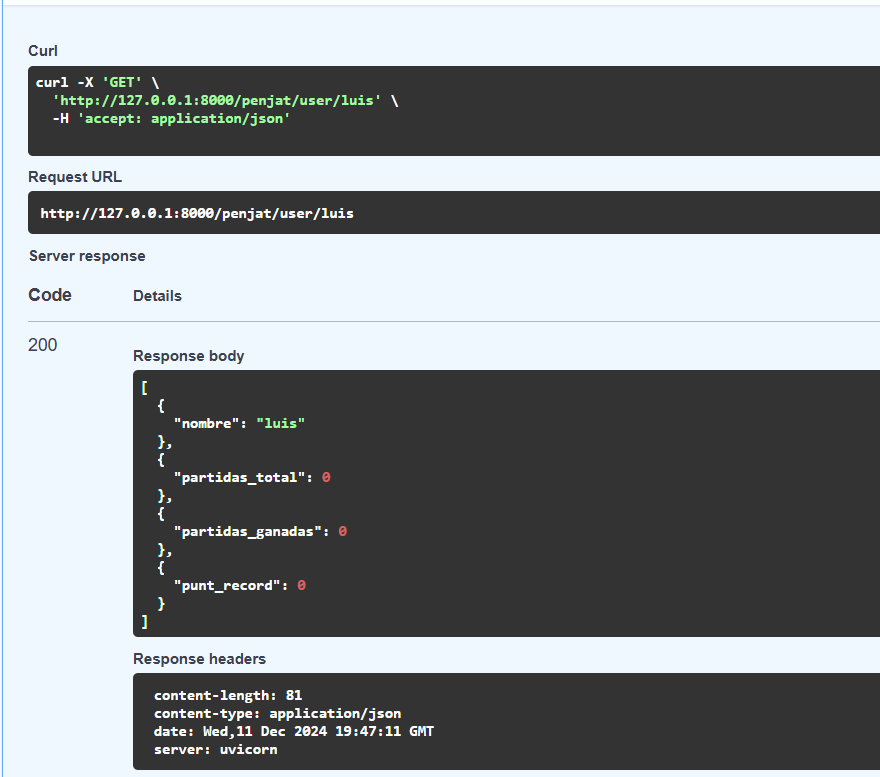 Curl
curl -X 'GET' \
  'http://127.0.0.1:8000/penjat/user/luis' \
  -H 'accept: application/json'
Request URL
http://127.0.0.1:8000/penjat/user/luis
Server response
Code Details
200
Response body
[
  {
    "nombre": "luis"
  },
  {
    "partidas_total": 0
  },
  {
    "partidas_ganadas": 0
  },
  {
    "punt_record": 0
  }
]
Response headers
content-length: 81
content-type: application/json
date: Wed,11 Dec 2024 19:47:11 GMT
server: uvicorn